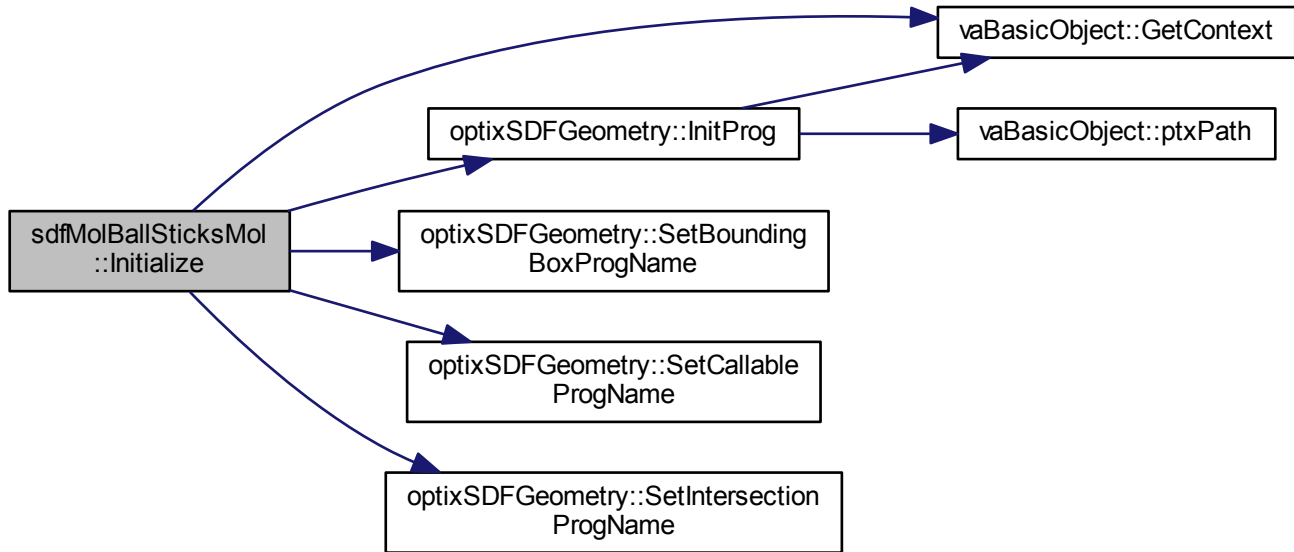 vaBasicObject::GetContext
optixSDFGeometry::InitProg
vaBasicObject::ptxPath
sdfMolBallSticksMol
::Initialize
optixSDFGeometry::SetBounding
BoxProgName
optixSDFGeometry::SetCallable
ProgName
optixSDFGeometry::SetIntersection
ProgName